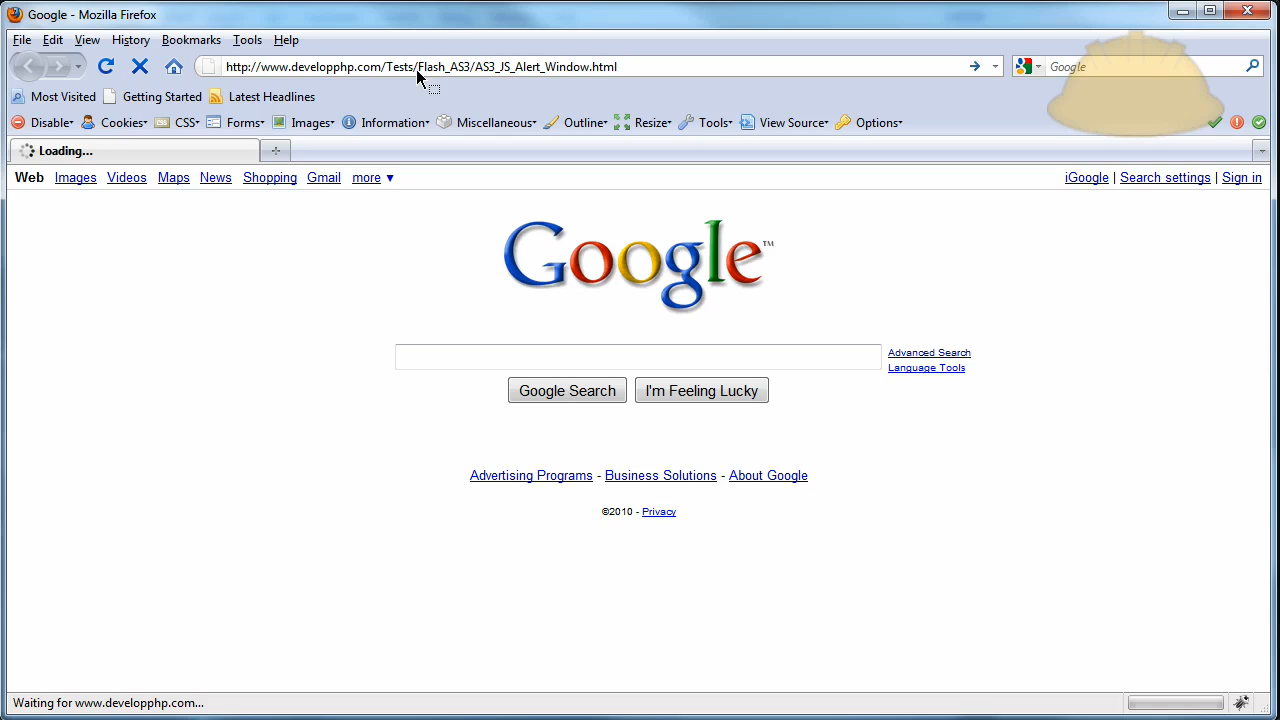 Google - Mozilla Firefox
File Edit View History Bookmarks Tools Help
http://www.developphp.com/Tests/Flash_AS3/AS3_JS_Alert_Window.html
Google
Most Visited Getting Started Latest Headlines
Disable Cookies CSS Forms Images Information Miscellaneous Outline Resize Tools View Source Options
Loading...
Web Images Videos Maps News Shopping Gmail more ▼ iGoogle | Search settings | Sign in
Google™
Advanced Search
Language Tools
Google Search I'm Feeling Lucky
Advertising Programs - Business Solutions - About Google
©2010 - Privacy
Waiting for www.developphp.com...